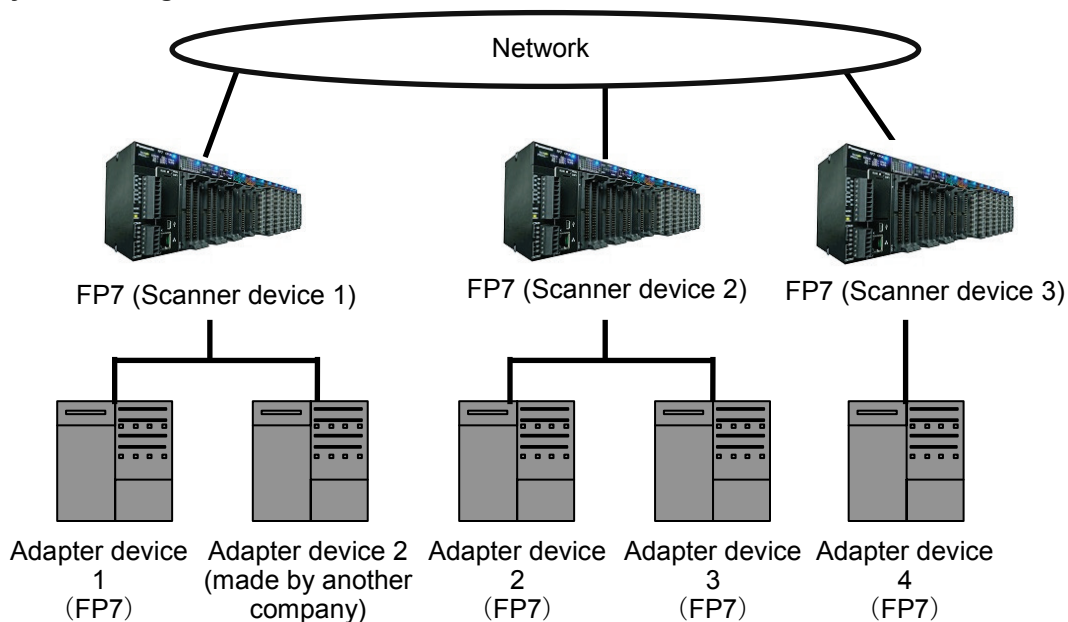 Network
FP7 (Scanner device 1)
FP7 (Scanner device 2)
FP7 (Scanner device 3)
Adapter device
1
（FP7）
Adapter device 2
(made by another
company)
Adapter device
2
（FP7）
Adapter device
3
（FP7）
Adapter device
4
（FP7）